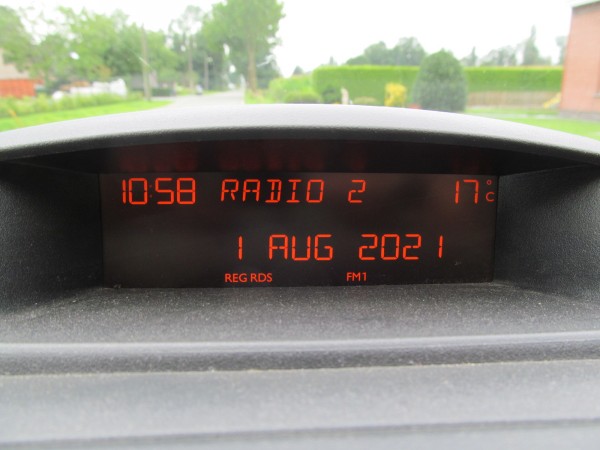 10:58 RADIO 2 17°C
1 AUG 2021
REG RDS FM1